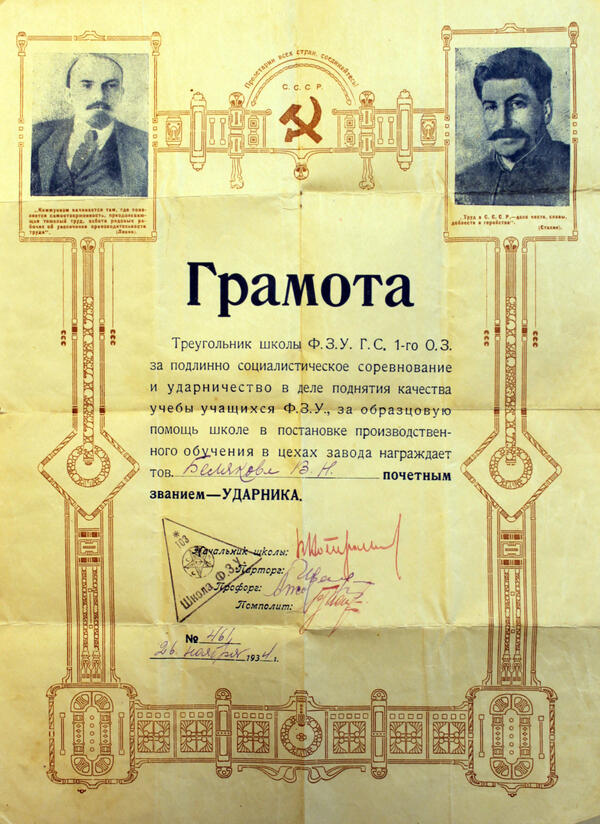 Пролетарии всех стран, соединяйтесь!
С. С. С. Р.
„Коммунизм начинается там, где появляется самоотверженность, преодолевающая тяжелый труд, забота рядовых рабочих об увеличении производительности труда“.
(Ленин).
„Труд в С. С. С. Р.—дело чести, славы,
доблести и геройства“.
(Сталин).
Грамота
Треугольник школы Ф.З.У. Г.С. 1-го О.З.
за подлинно социалистическое соревнование
и ударничество в деле поднятия качества
учебы учащихся Ф.З.У., за образцовую
помощь школе в постановке производствен-
ного обучения в цехах завода награждает
тов. Белякова В. Н. почетным
званием—УДАРНИКА.
103
Школа Ф.З.У.
Начальник школы:
Парторг:
Профорг:
Помполит:
№ 461
26 ноября 1934 г.